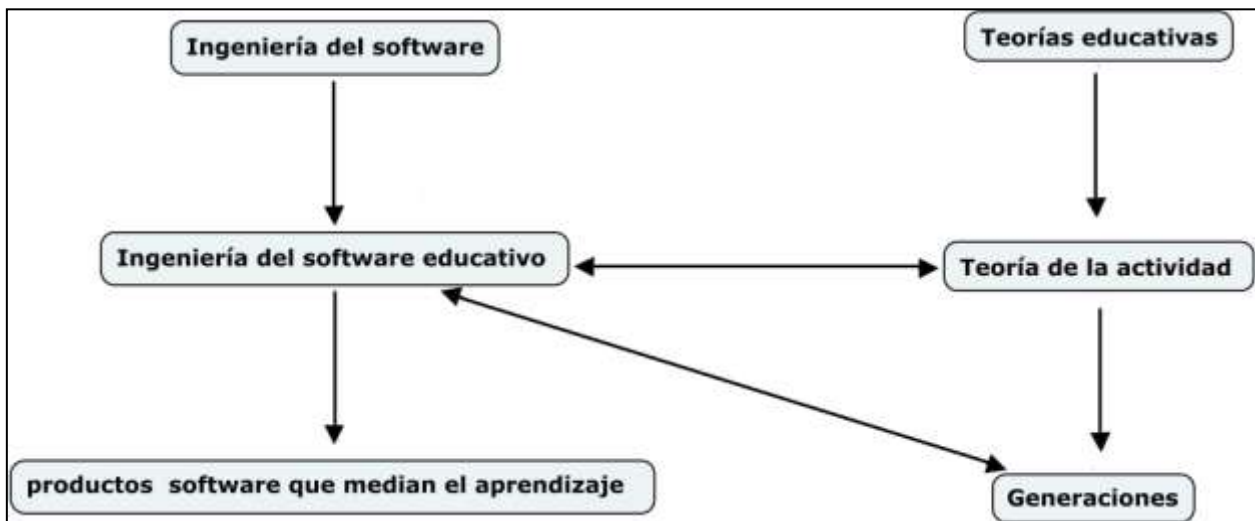 Ingeniería del software
Teorías educativas
Ingeniería del software educativo
Teoría de la actividad
productos software que median el aprendizaje
Generaciones